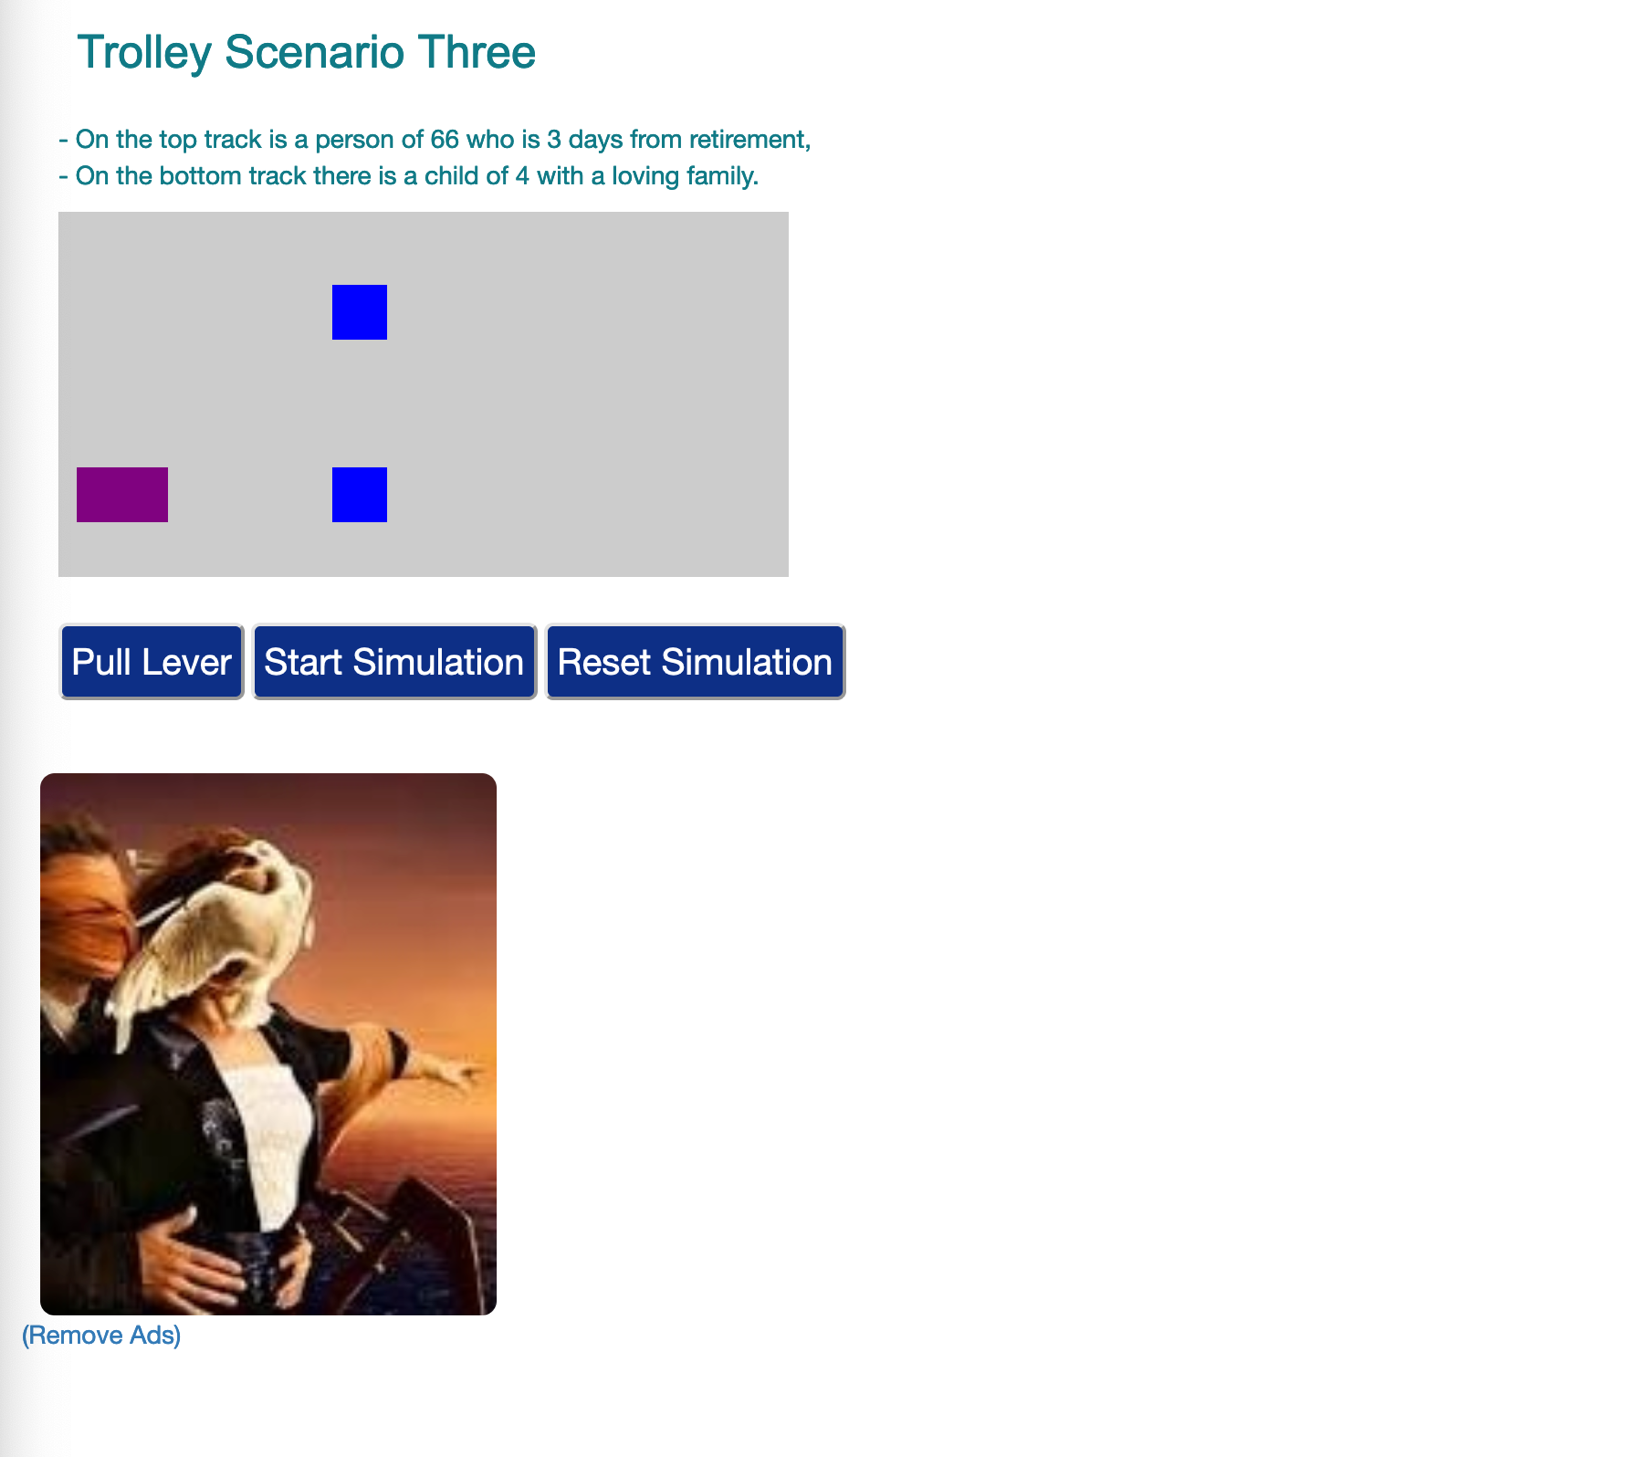 Trolley Scenario Three
- On the top track is a person of 66 who is 3 days from retirement,
- On the bottom track there is a child of 4 with a loving family.
Pull Lever Start Simulation Reset Simulation
(Remove Ads)